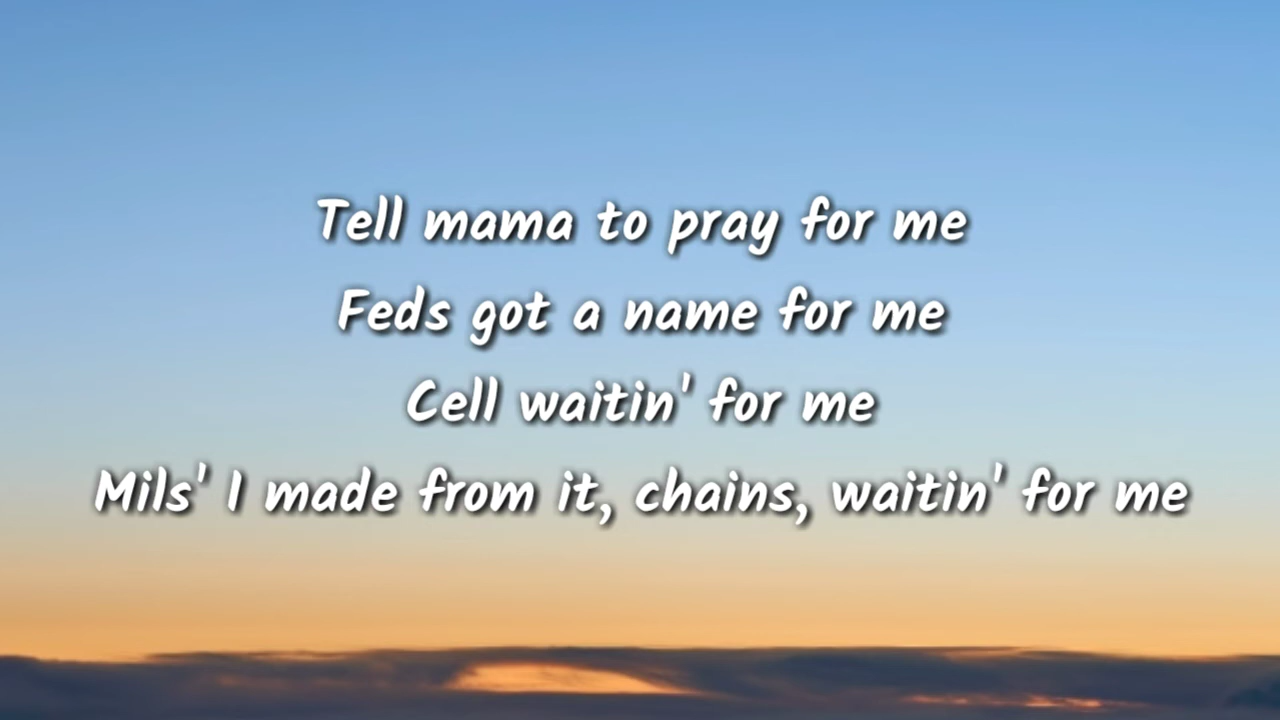 Tell mama to pray for me
Feds got a name for me
Cell waitin' for me
Mils' I made from it, chains, waitin' for me